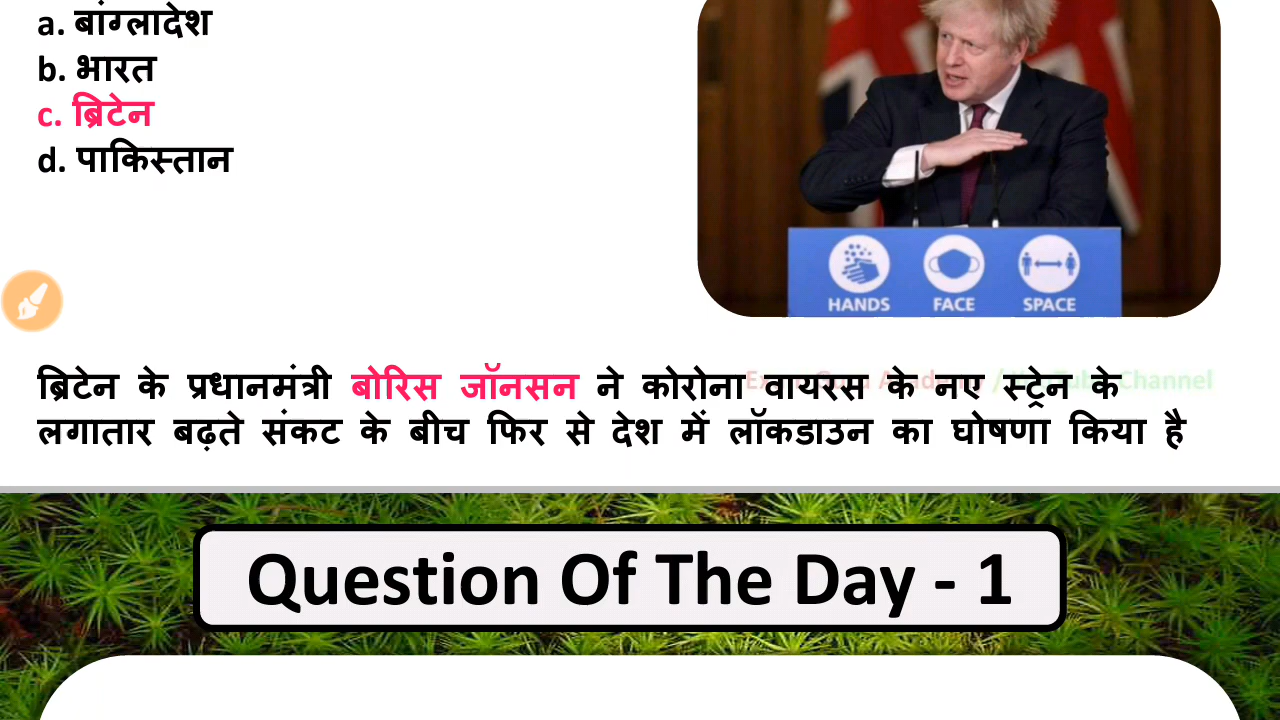 a. बांग्लादेश
b. भारत
c. ब्रिटेन
d. पाकिस्तान
HANDS FACE SPACE
ब्रिटेन के प्रधानमंत्री बोरिस जॉनसन ने कोरोना वायरस के नए स्ट्रेन के
लगातार बढ़ते संकट के बीच फिर से देश में लॉकडाउन का घोषणा किया है
Channel
Question Of The Day - 1